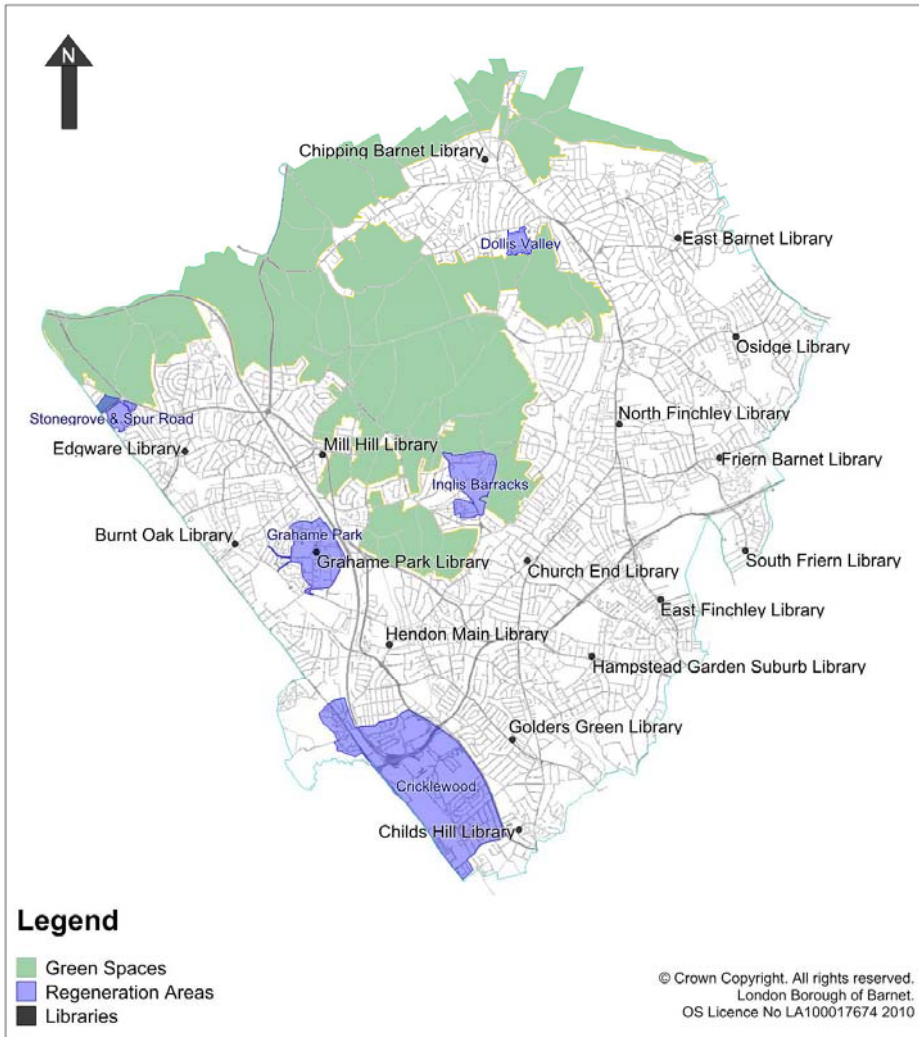 N
Chipping Barnet Library
Dollis Valley
East Barnet Library
Osidge Library
Stonegrove & Spur Road
North Finchley Library
Edgware Library
Mill Hill Library
Friern Barnet Library
Inglis Barracks
Grahame Park
Burnt Oak Library
Grahame Park Library
South Friern Library
Church End Library
East Finchley Library
Hendon Main Library
Hampstead Garden Suburb Library
Golders Green Library
Cricklewood
Childs Hill Library
Legend
Green Spaces
Regeneration Areas
Libraries
© Crown Copyright. All rights reserved.
London Borough of Barnet.
OS Licence No LA100017674 2010